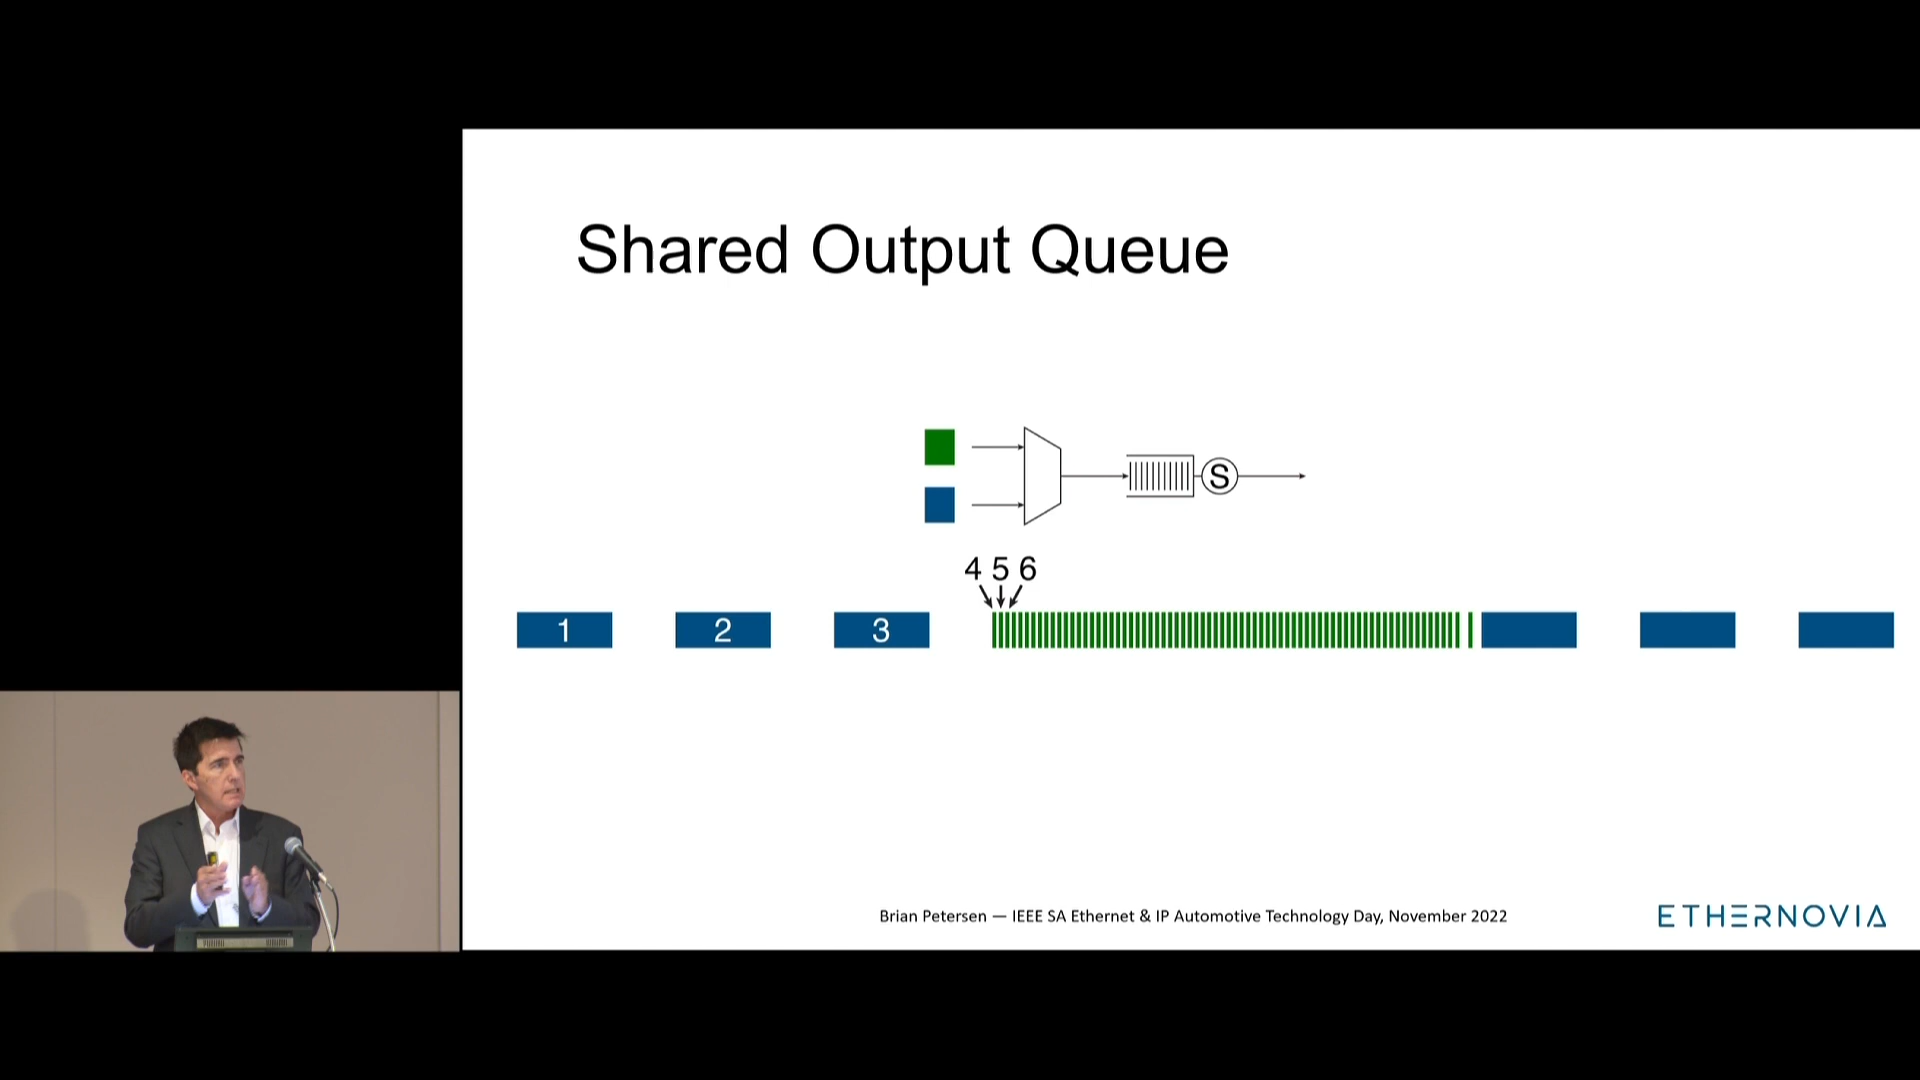 Shared Output Queue
S
4 5 6
1 2 3
Brian Petersen — IEEE SA Ethernet & IP Automotive Technology Day, November 2022
ETHERNOVIA